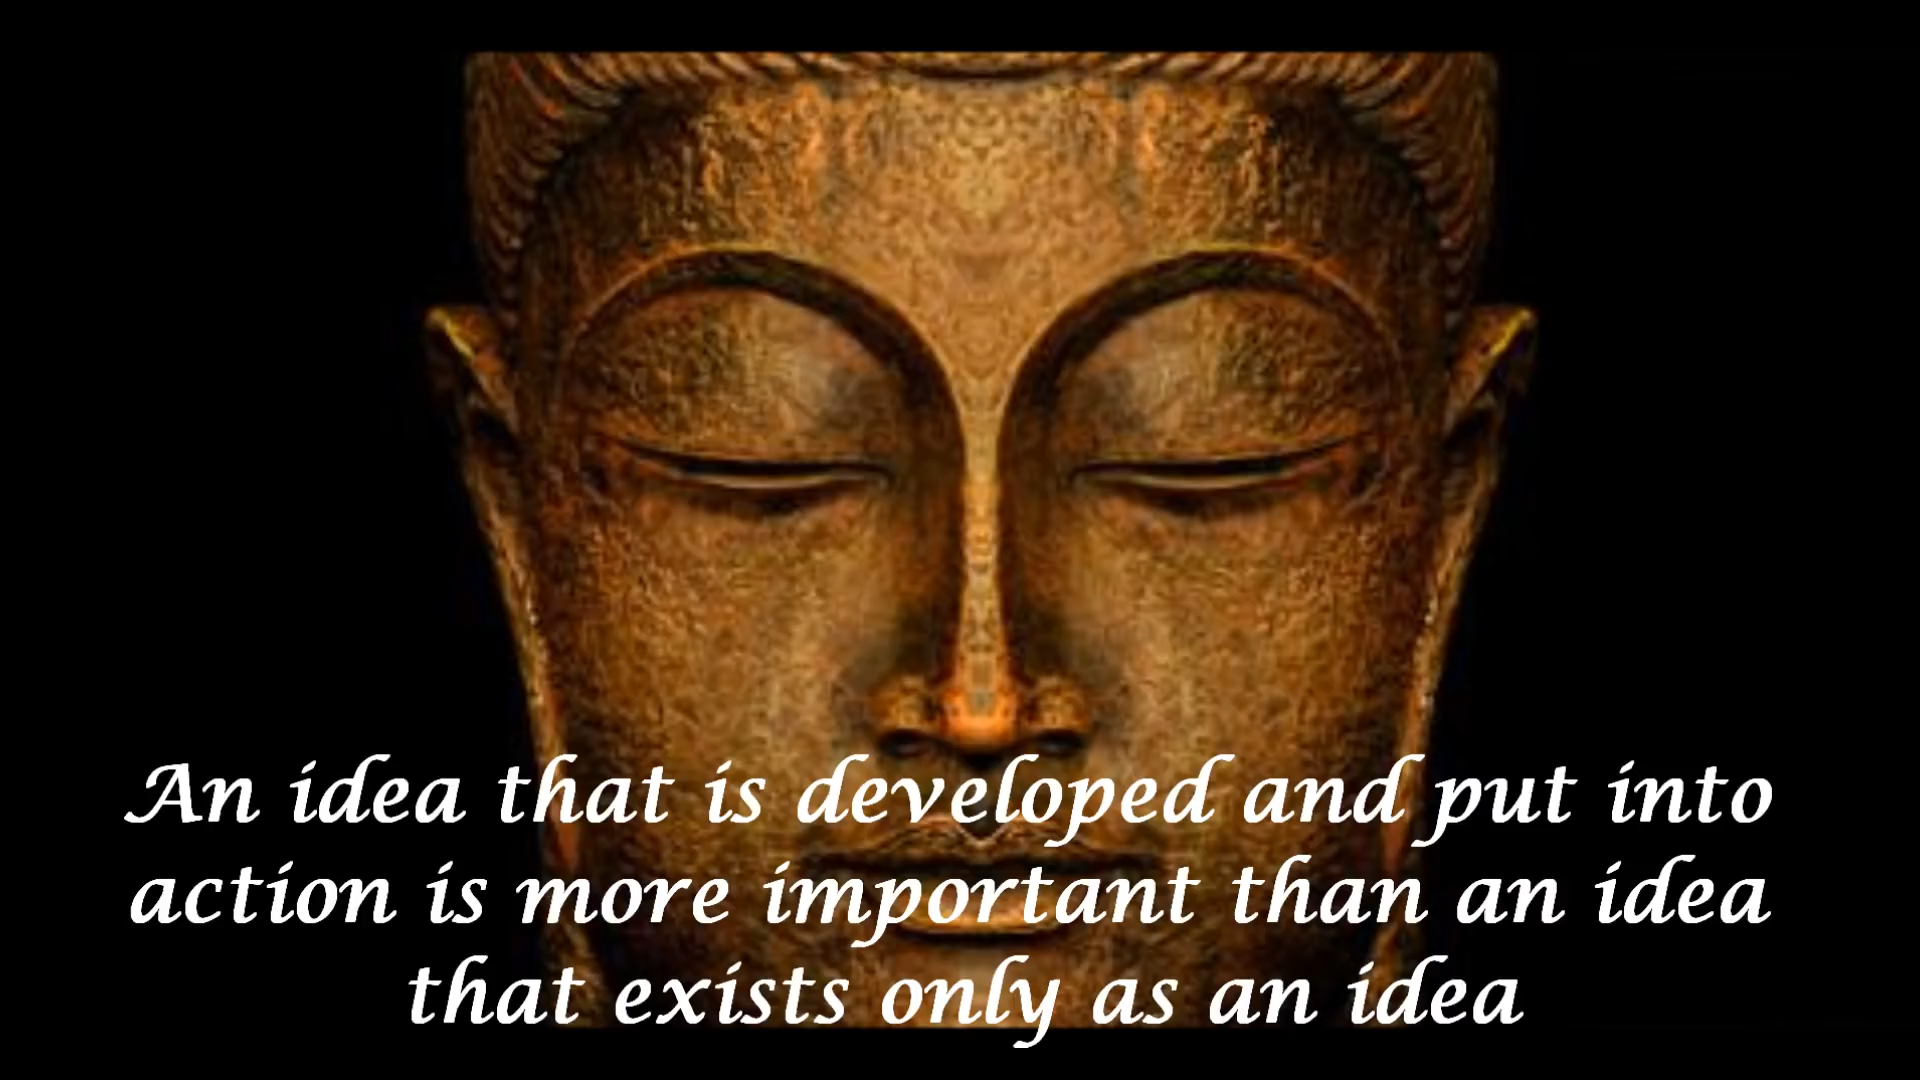 An idea that is developed and put into
action is more important than an idea
that exists only as an idea